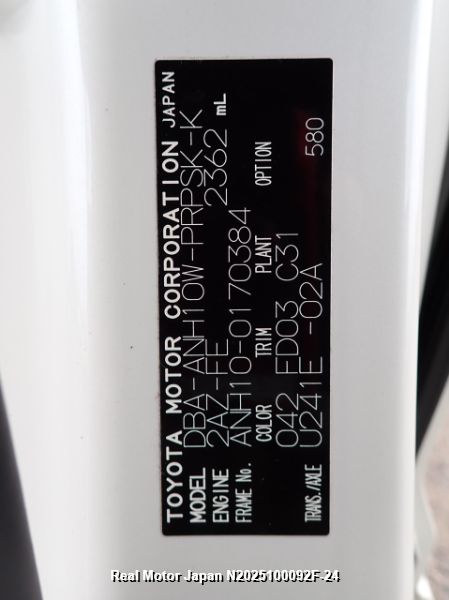 TOYOTA MOTOR CORPORATION JAPAN
MODEL DBA-ANH10W-PRPSK-K
ENGINE 2AZ-FE 2362 mL
FRAME No. ANH10-0170384
COLOR TRIM PLANT OPTION
042 FD03 C31
TRANS./AXLE U241E -02A 580
Real Motor Japan N2025100092F-24